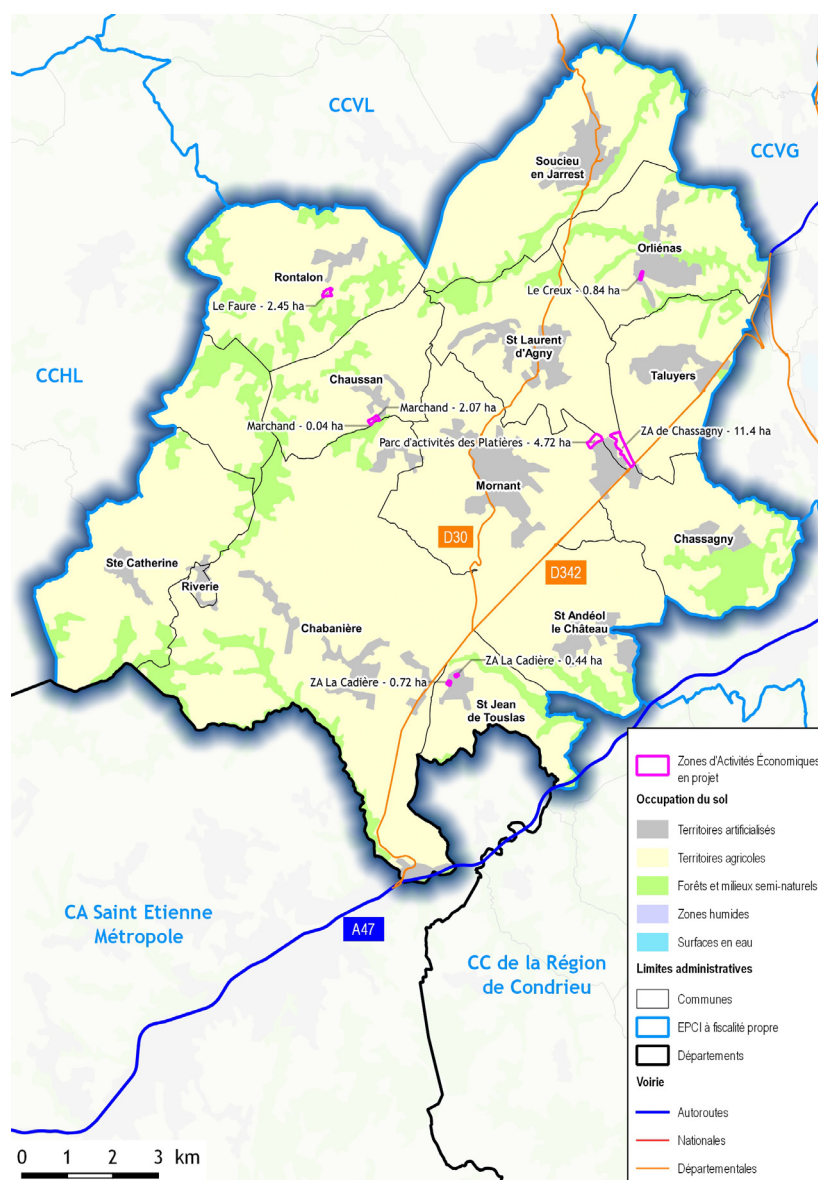 CCVL
CCVG
Soucieu
en Jarrest
Orliénas
Rontalon
Le Creux - 0.84 ha
Le Faure - 2.45 ha
St Laurent
d'Agny
CCHL
Taluyers
Chaussan
Marchand - 2.07 ha
Marchand - 0.04 ha
ZA de Chassagny - 11.4 ha
Parc d'activités des Platières - 4.72 ha
Mornant
D30
Chassagny
Ste Catherine
D342
Riverie
St Andéol
le Château
Chabanière
ZA La Cadière - 0.44 ha
ZA La Cadière - 0.72 ha
St Jean
de Touslas
CA Saint Etienne
Métropole
A47
CC de la Région
de Condrieu
Zones d'Activités Économiques
en projet
Occupation du sol
Territoires artificialisés
Territoires agricoles
Forêts et milieux semi-naturels
Zones humides
Surfaces en eau
Limites administratives
Communes
EPCI à fiscalité propre
Départements
Voirie
Autoroutes
Nationales
Départementales
0 1 2 3 km